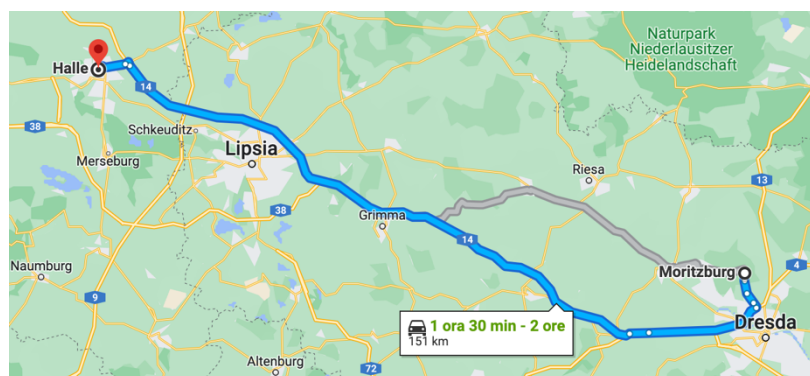 Naturpark
Niederlausitzer
Heidelandschaft
Halle
14
38
Schkeuditz
Merseburg
Lipsia
Riesa
13
38
Grimma
14
Naumburg
Moritzburg
4
9
1 ora 30 min - 2 ore
151 km
Dresda
Altenburg
72